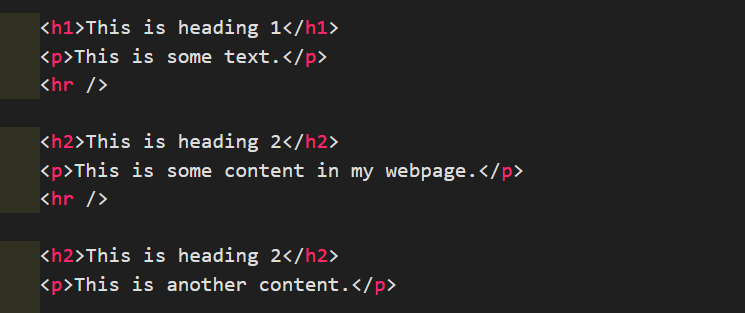 <h1>This is heading 1</h1>
<p>This is some text.</p>
<hr />
<h2>This is heading 2</h2>
<p>This is some content in my webpage.</p>
<hr />
<h2>This is heading 2</h2>
<p>This is another content.</p>